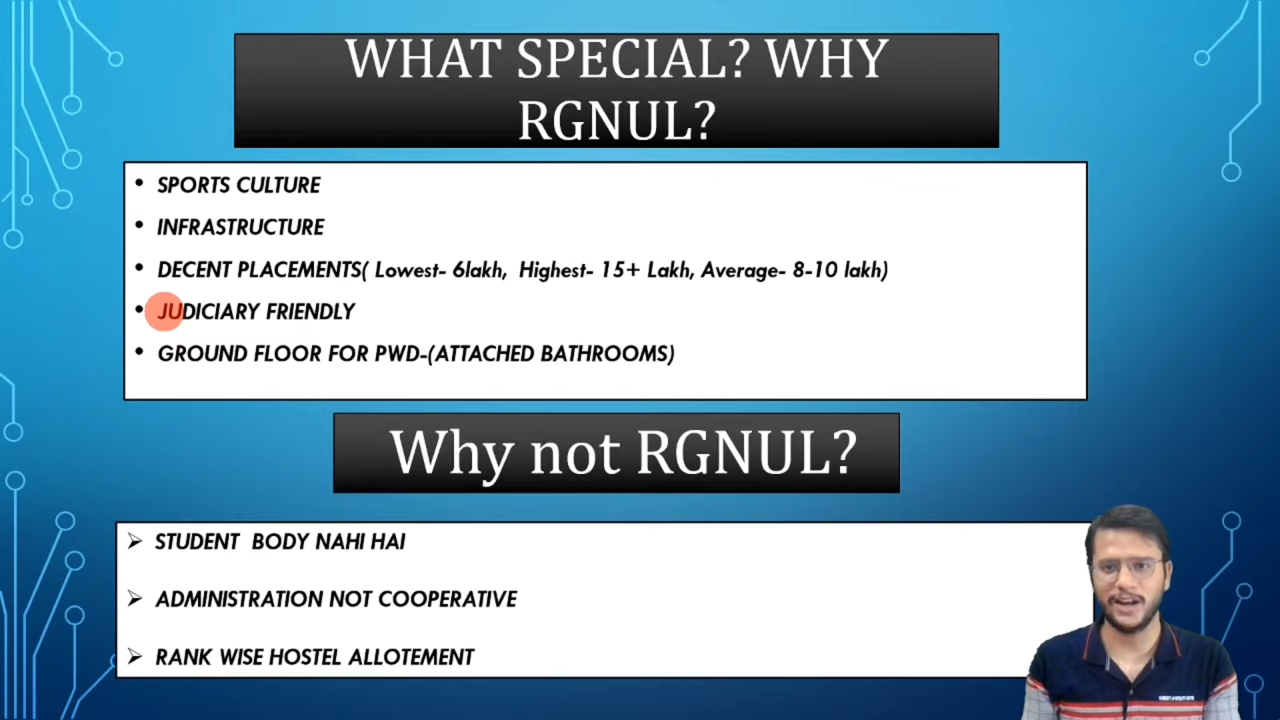 WHAT SPECIAL? WHY
RGNUL?
• SPORTS CULTURE
• INFRASTRUCTURE
• DECENT PLACEMENTS( Lowest- 6lakh, Highest- 15+ Lakh, Average- 8-10 lakh)
• JUDICIARY FRIENDLY
• GROUND FLOOR FOR PWD-(ATTACHED BATHROOMS)
Why not RGNUL?
➢ STUDENT BODY NAHI HAI
➢ ADMINISTRATION NOT COOPERATIVE
➢ RANK WISE HOSTEL ALLOTEMENT